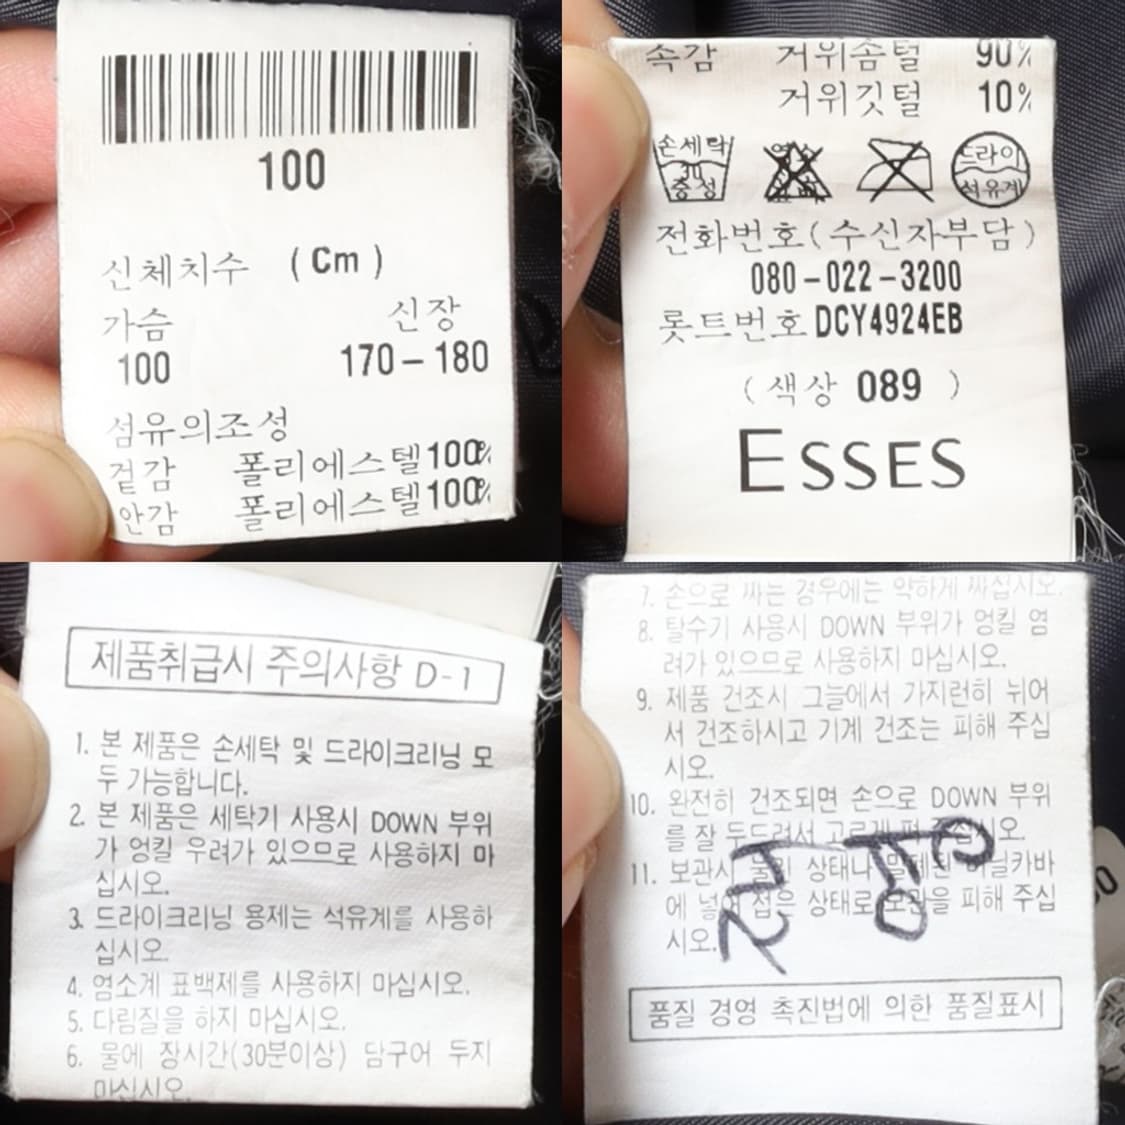 100
신체치수 (Cm)
가슴 신장
100 170-180
섬유의조성
겉감 폴리에스텔 100%
안감 폴리에스텔 100%
속감 거위솜털 90%
거위깃털 10%
손세탁 드라이
30
중성 석유계
전화번호(수신자부담)
080-022-3200
롯트번호 DCY4924EB
(색상 089)
ESSES
제품취급시 주의사항 D-1
1. 본 제품은 손세탁 및 드라이크리닝 모
두 가능합니다.
2. 본 제품은 세탁기 사용시 DOWN 부위
가 엉킬 우려가 있으므로 사용하지 마
십시오.
3. 드라이크리닝 용제는 석유계를 사용하
십시오.
4. 염소계 표백제를 사용하지 마십시오.
5. 다림질을 하지 마십시오.
6. 물에 장시간(30분이상) 담구어 두지
마십시오.
7. 손으로 짜는 경우에는 약하게 짜십시오.
8. 탈수기 사용시 DOWN 부위가 엉킬 염
려가 있으므로 사용하지 마십시오.
9. 제품 건조시 그늘에서 가지런히 뉘어
서 건조하시고 기계 건조는 피해 주십
시오.
10. 완전히 건조되면 손으로 DOWN 부위
를 잘 두드려서 고르게 펴 주십시오.
11. 보관시 눌린 상태나 밀폐된 비닐카바
에 넣어 접은 상태로 보관을 피해 주십
시오.
품질 경영 촉진법에 의한 품질표시